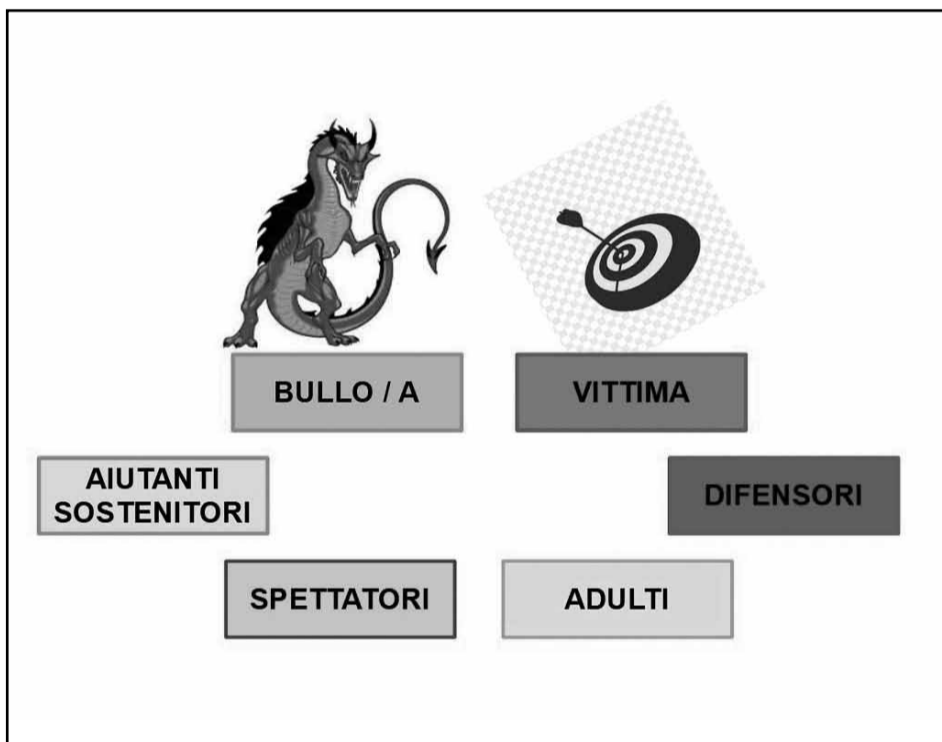 BULLO / A
VITTIMA
AIUTANTI
SOSTENITORI
DIFENSORI
SPETTATORI
ADULTI